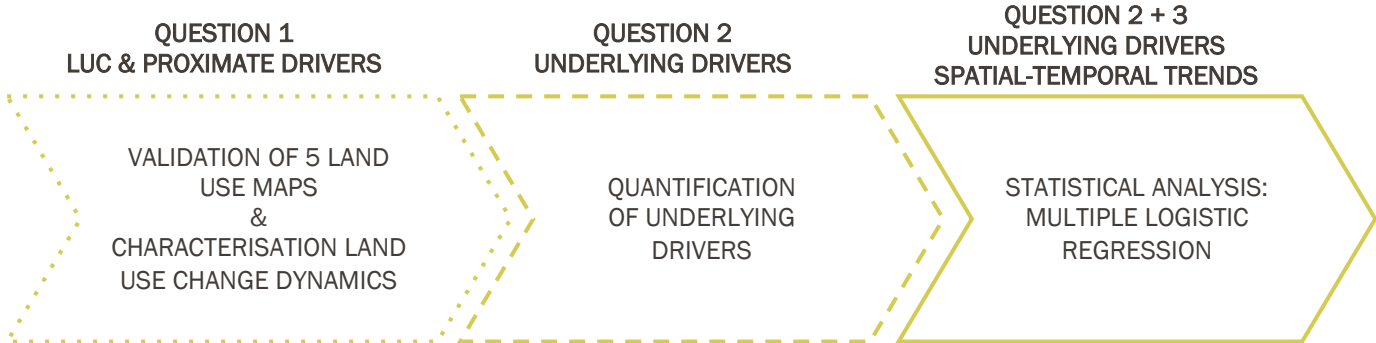 QUESTION 1
LUC & PROXIMATE DRIVERS
VALIDATION OF 5 LAND
USE MAPS
&
CHARACTERISATION LAND
USE CHANGE DYNAMICS
QUESTION 2
UNDERLYING DRIVERS
QUANTIFICATION
OF UNDERLYING
DRIVERS
QUESTION 2 + 3
UNDERLYING DRIVERS
SPATIAL-TEMPORAL TRENDS
STATISTICAL ANALYSIS:
MULTIPLE LOGISTIC
REGRESSION